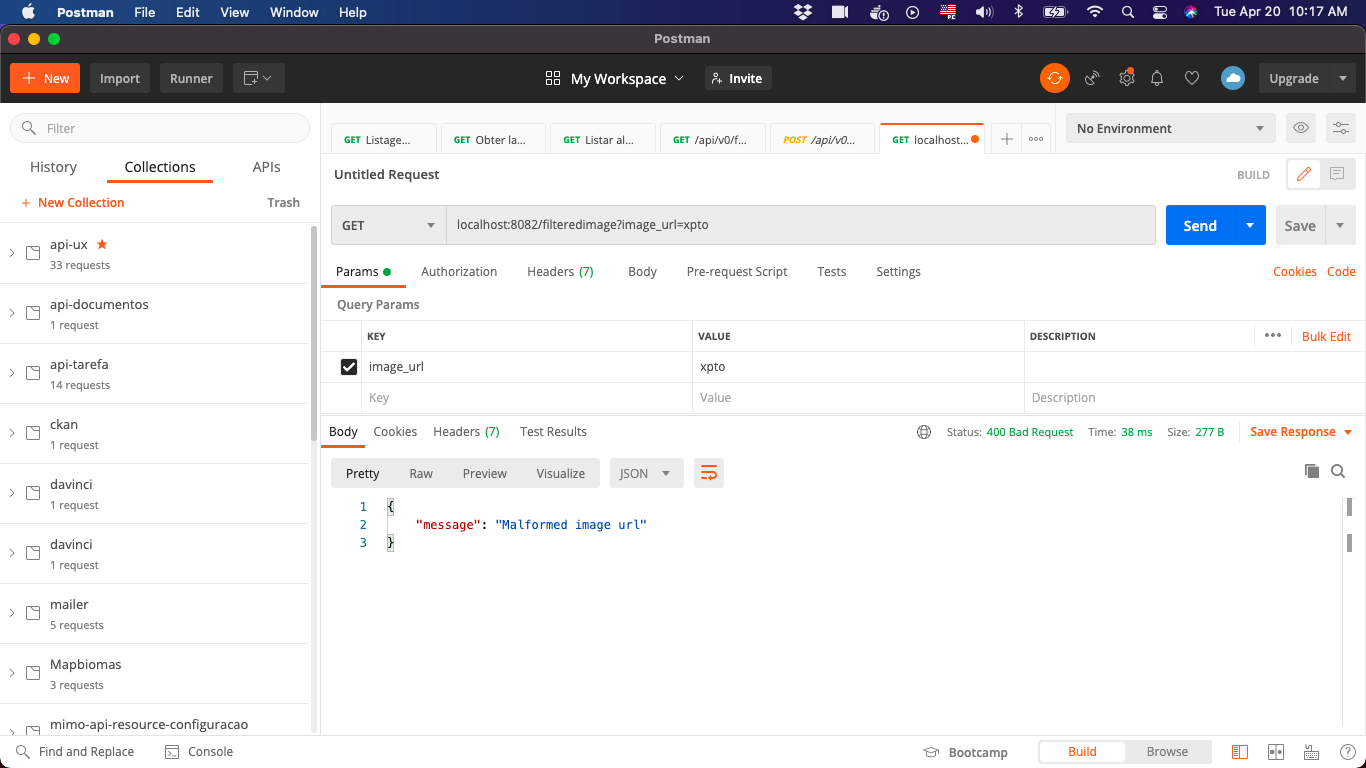 Postman File Edit View Window Help Tue Apr 20 10:17 AM
Postman
+ New Import Runner My Workspace Invite Upgrade
Filter
History Collections APIs
+ New Collection Trash
api-ux
33 requests
api-documentos
1 request
api-tarefa
14 requests
ckan
1 request
davinci
1 request
davinci
1 request
mailer
5 requests
Mapbiomas
3 requests
mimo-api-resource-configuracao
GET Listage... GET Obter la... GET Listar al... GET /api/v0/f... POST /api/v0... GET localhost... No Environment
Untitled Request BUILD
GET localhost:8082/filteredimage?image_url=xpto Send Save
Params Authorization Headers (7) Body Pre-request Script Tests Settings Cookies Code
Query Params
KEY VALUE DESCRIPTION Bulk Edit
image_url xpto
Key Value Description
Body Cookies Headers (7) Test Results Status: 400 Bad Request Time: 38 ms Size: 277 B Save Response
Pretty Raw Preview Visualize JSON
1 {
2 "message": "Malformed image url"
3 }
Find and Replace Console Bootcamp Build Browse